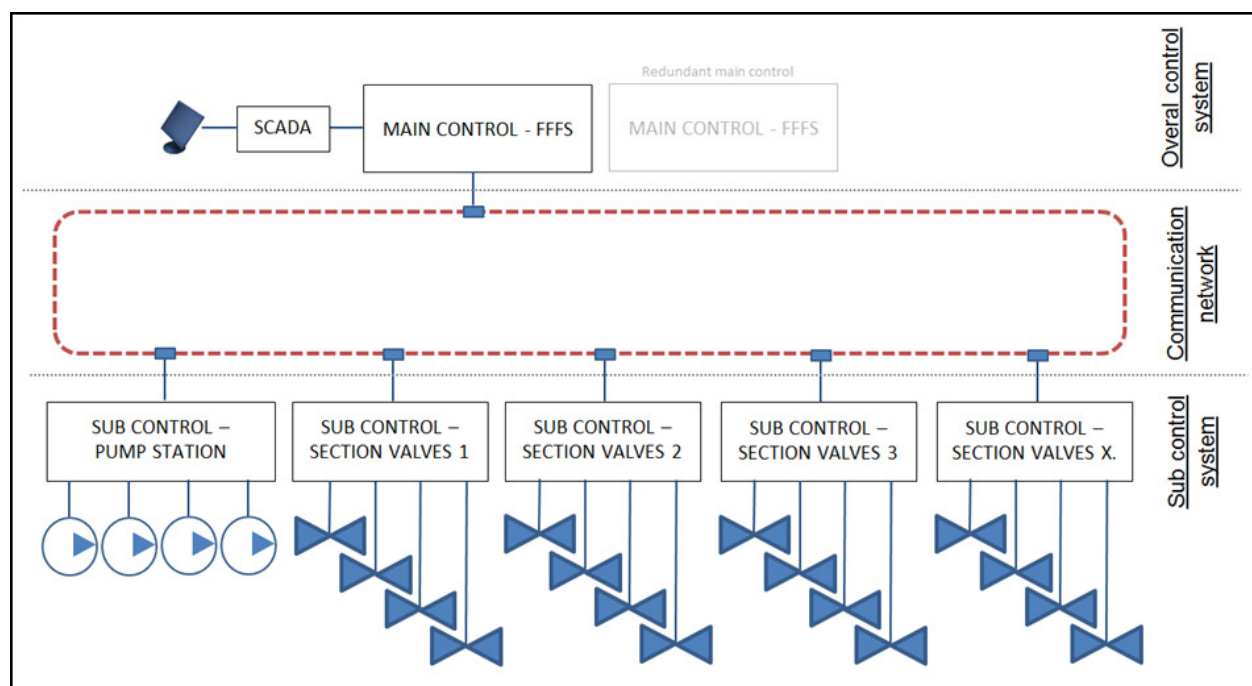 Redundant main control
SCADA
MAIN CONTROL - FFFS
MAIN CONTROL - FFFS
Overal control
system
Communication
network
SUB CONTROL –
PUMP STATION
SUB CONTROL –
SECTION VALVES 1
SUB CONTROL –
SECTION VALVES 2
SUB CONTROL –
SECTION VALVES 3
SUB CONTROL –
SECTION VALVES X.
Sub control
system